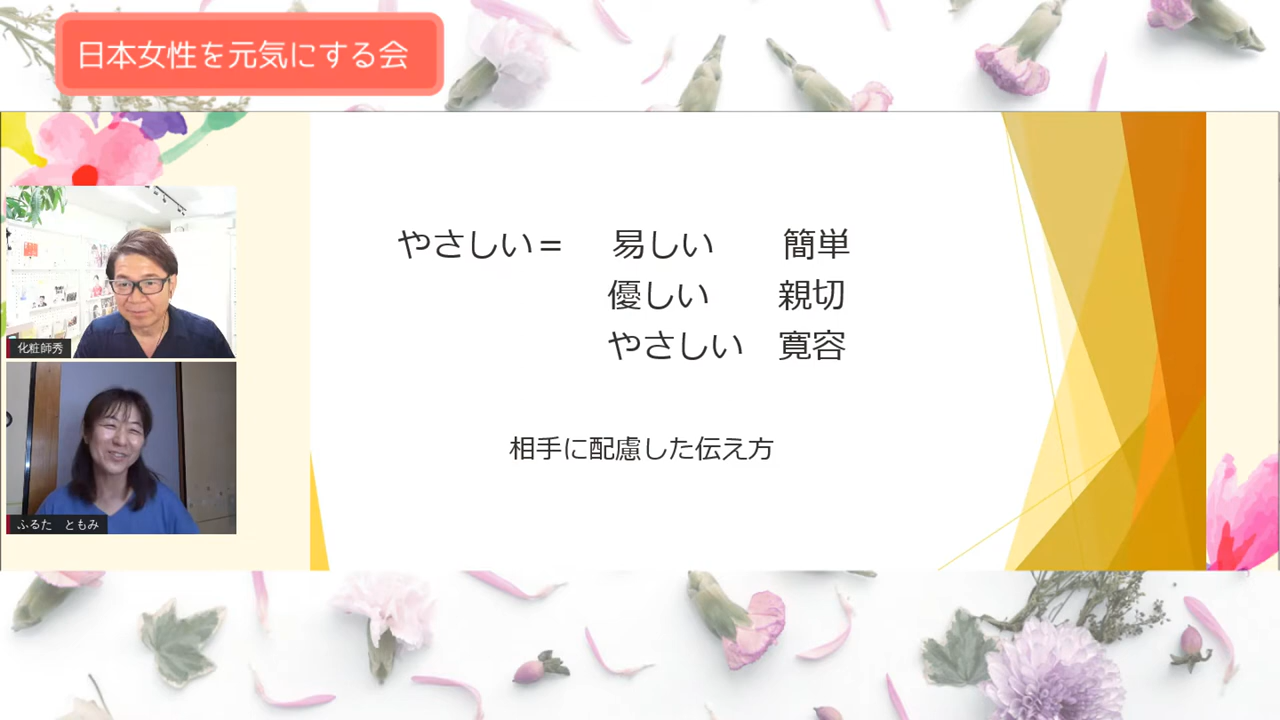 日本女性を元気にする会
やさしい＝ 易しい 簡単
優しい 親切
やさしい 寛容
相手に配慮した伝え方
化粧師秀
ふるた ともみ